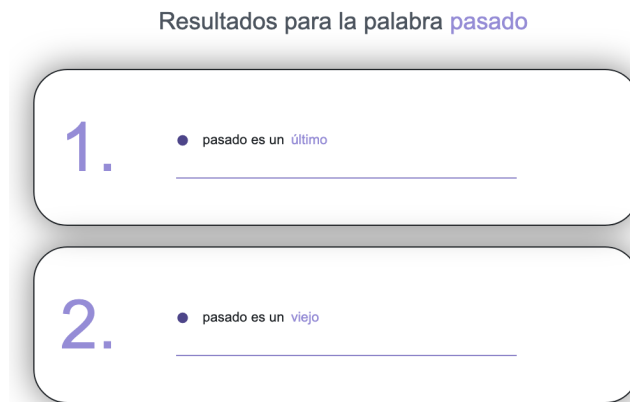 Resultados para la palabra pasado
1.
pasado es un último
2.
pasado es un viejo